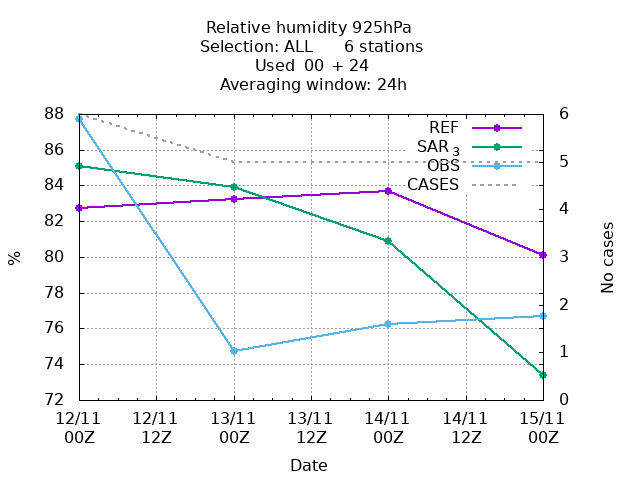 Relative humidity 925hPa
Selection: ALL      6 stations
Used  00 + 24
Averaging window: 24h
88
86
84
82
80
78
76
74
72
%
6
5
4
3
2
1
0
No cases
REF
SAR 3
OBS
CASES
12/11 12/11 13/11 13/11 14/11 14/11 15/11
00Z 12Z 00Z 12Z 00Z 12Z 00Z
Date